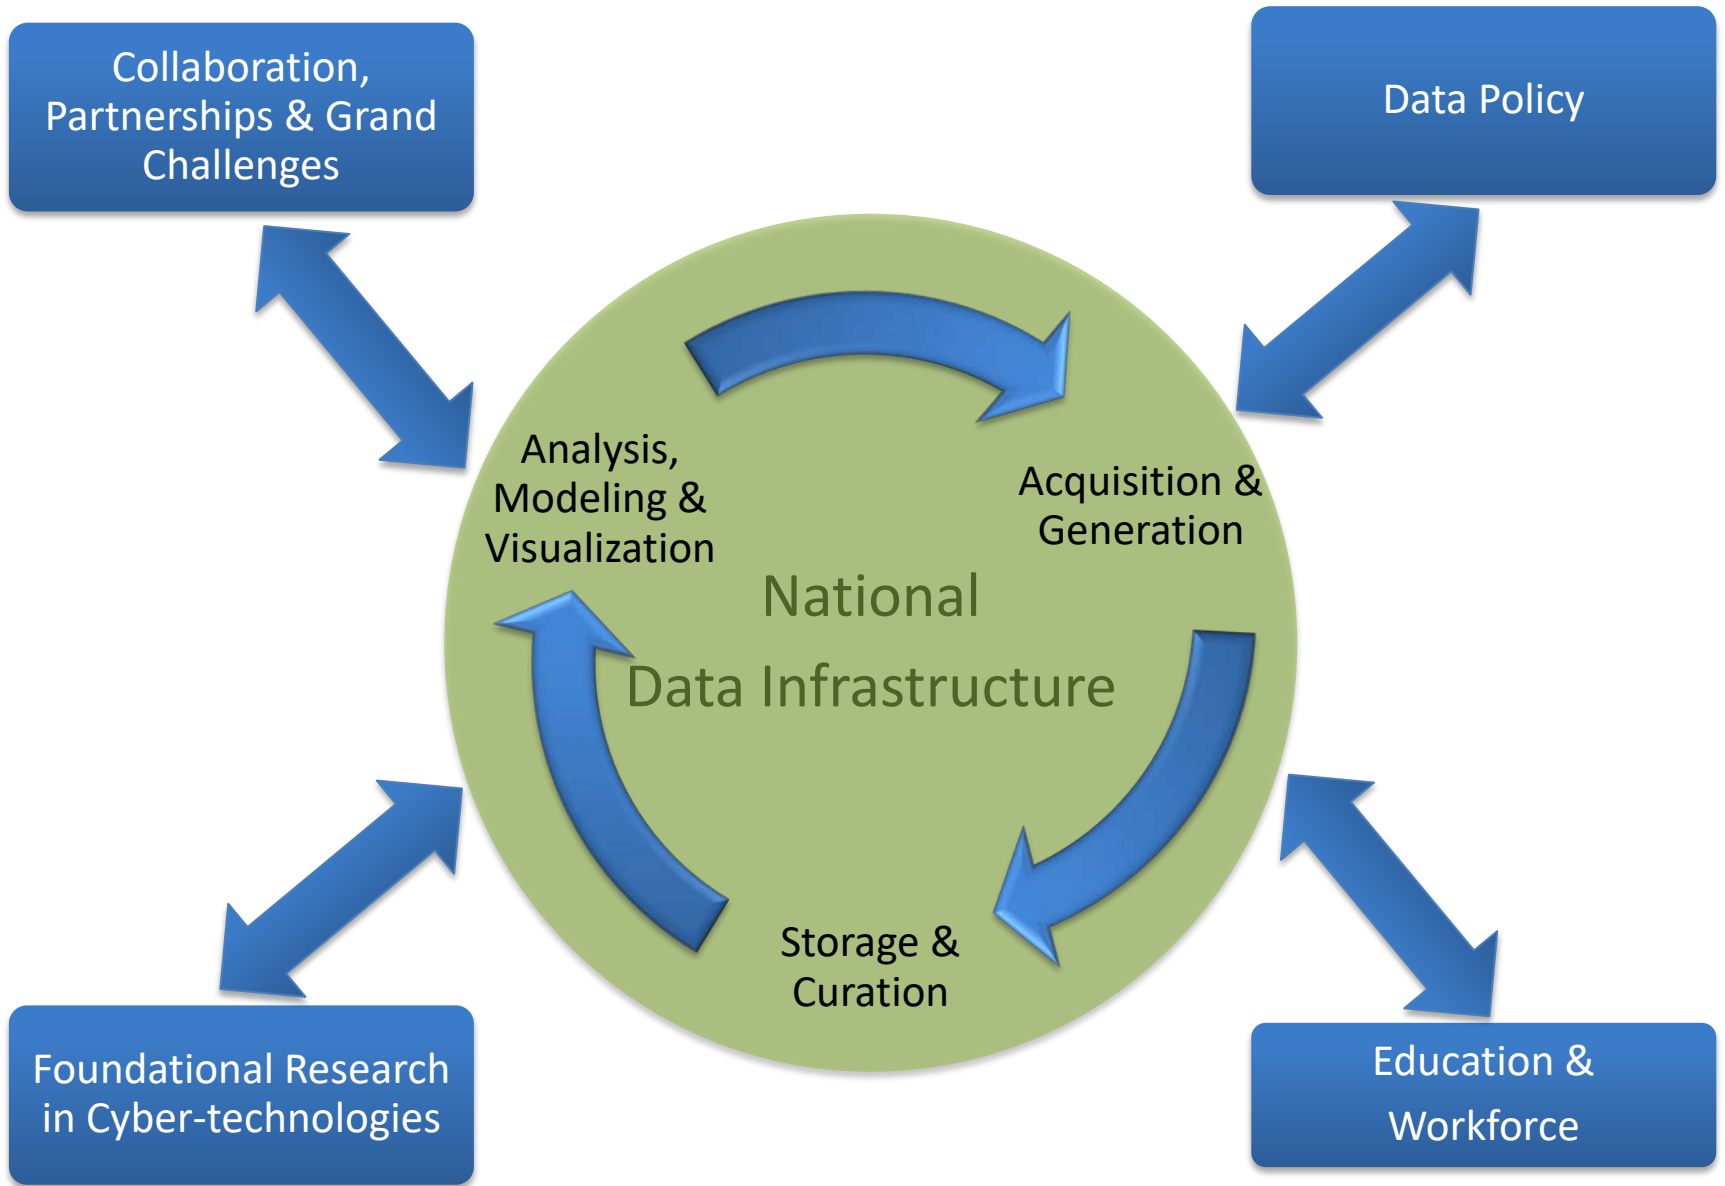 Collaboration,
Partnerships & Grand
Challenges
Data Policy
Analysis,
Modeling &
Visualization
Acquisition &
Generation
National
Data Infrastructure
Storage &
Curation
Foundational Research
in Cyber-technologies
Education &
Workforce